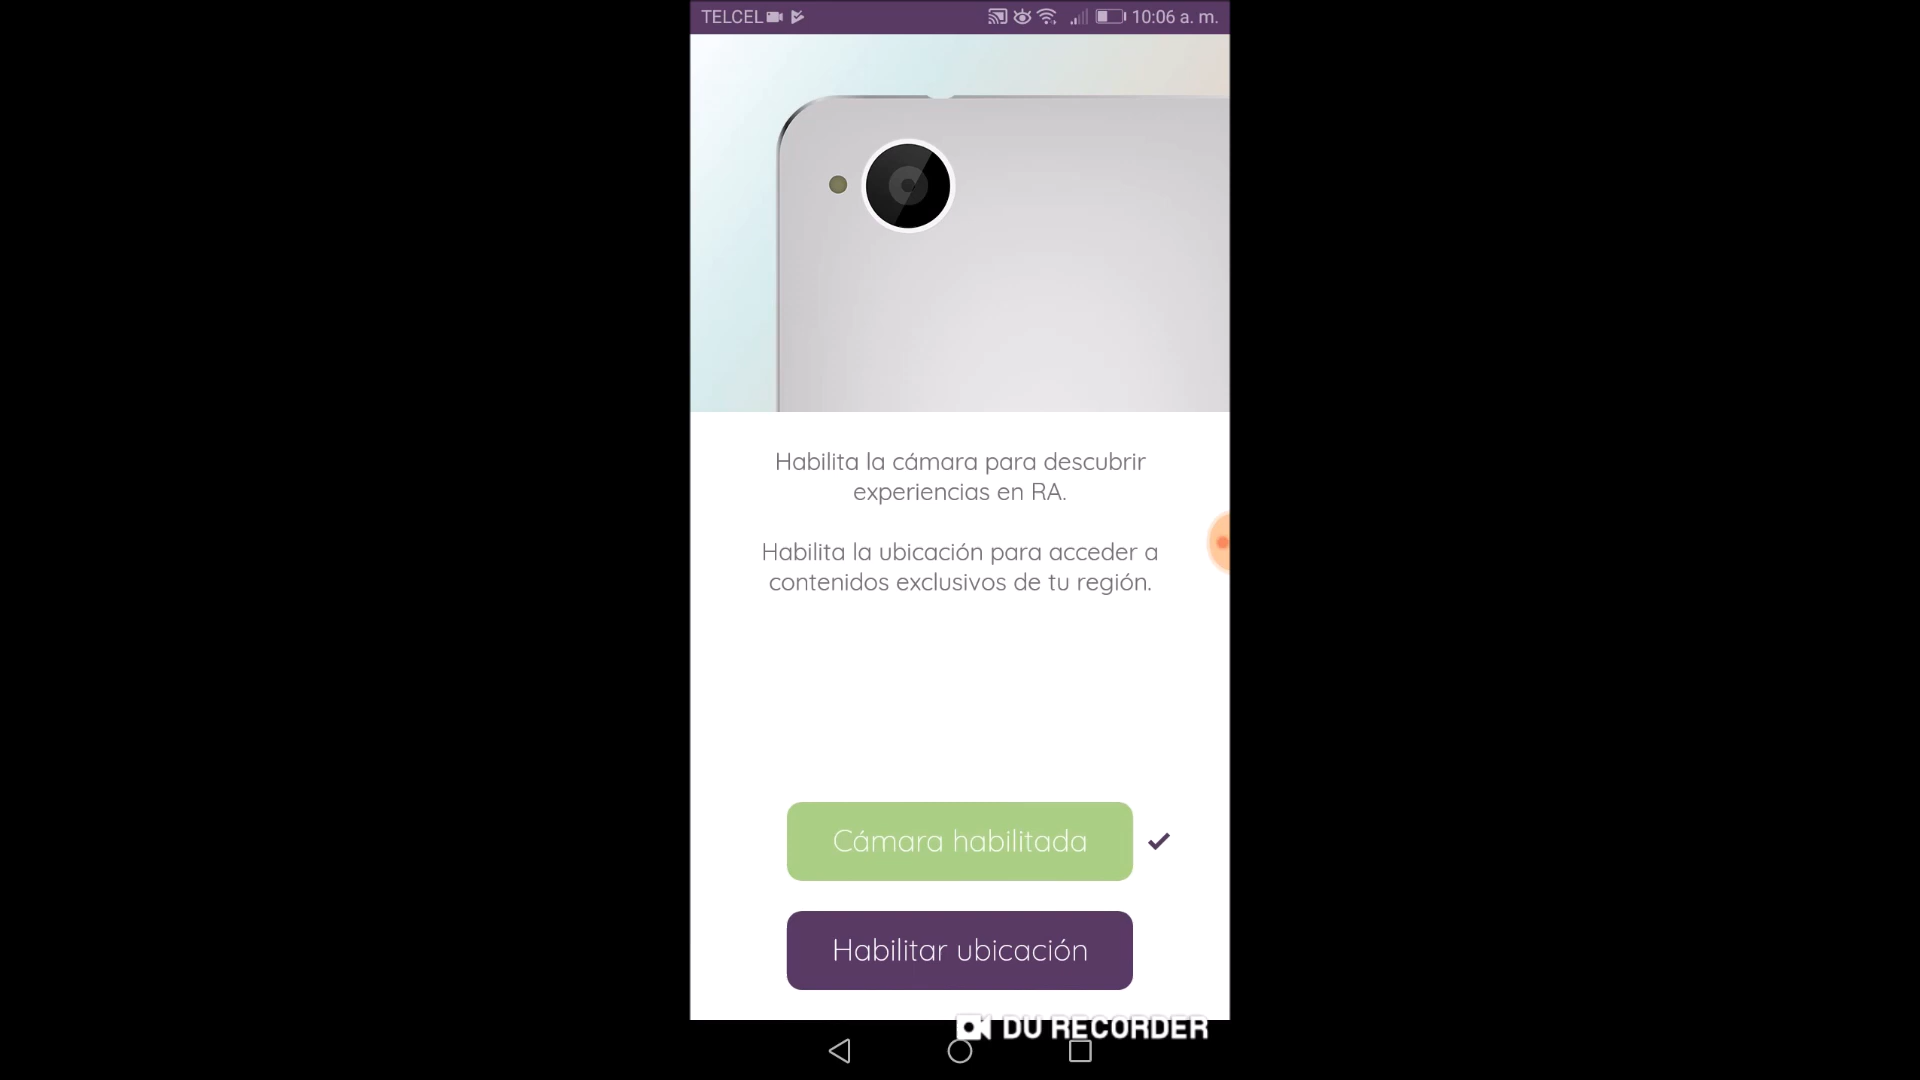 TELCEL
10:06 a. m.
Habilita la cámara para descubrir
experiencias en RA.
Habilita la ubicación para acceder a
contenidos exclusivos de tu región.
Cámara habilitada
Habilitar ubicación
DU RECORDER